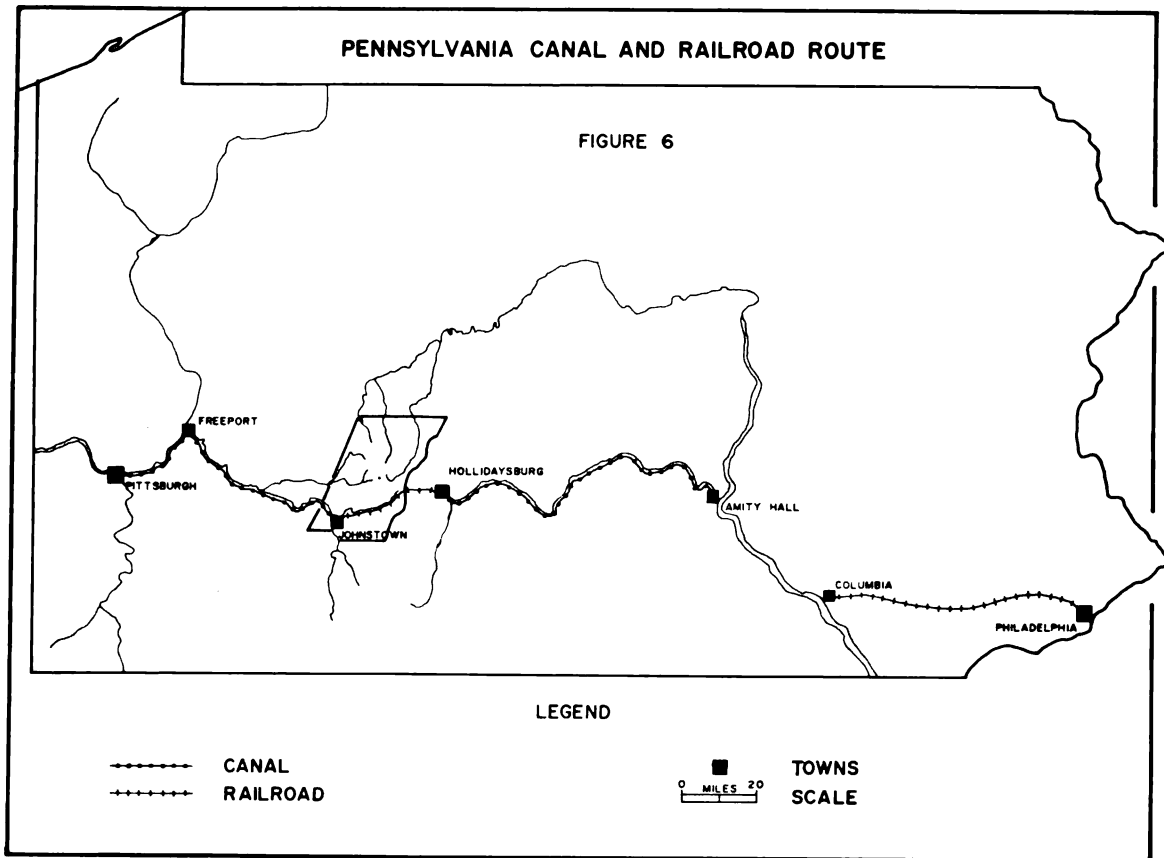 PENNSYLVANIA CANAL AND RAILROAD ROUTE
FIGURE 6
FREEPORT
PITTSBURGH
HOLLIDAYSBURG
JOHNSTOWN
AMITY HALL
COLUMBIA
PHILADELPHIA
LEGEND
CANAL
RAILROAD
TOWNS
0 MILES 20
SCALE